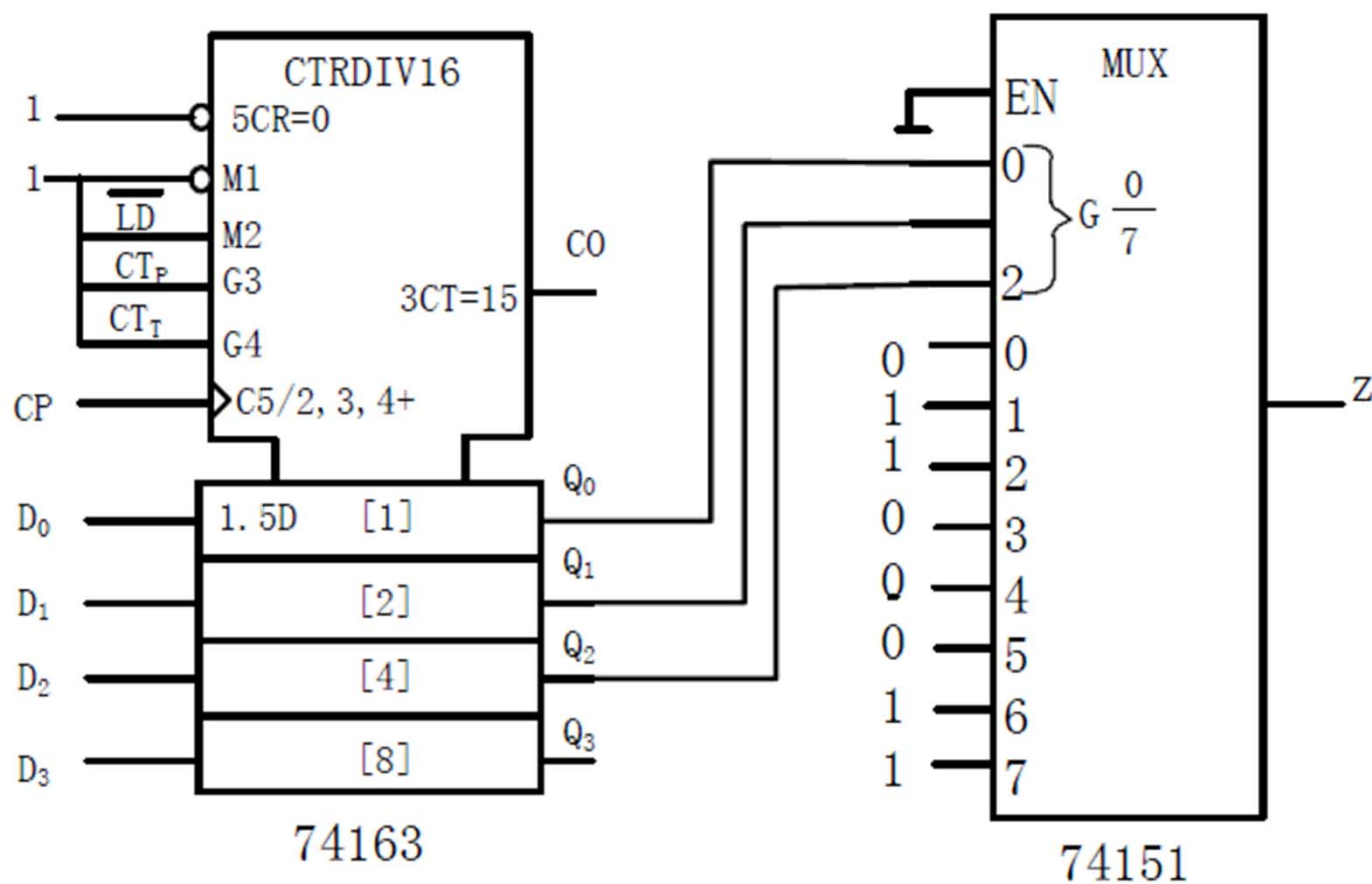 CTRDIV16
1
5CR=0
1
M1
LD
M2
CT_P
G3
CT_T
G4
CP
C5/2,3,4+
CO
3CT=15
D₀
1.5D [1]
Q₀
D₁
[2]
Q₁
D₂
[4]
Q₂
D₃
[8]
Q₃
74163
MUX
EN
0
2
G 0/7
0 0
1 1
1 2
0 3
0 4
0 5
1 6
1 7
Z
74151